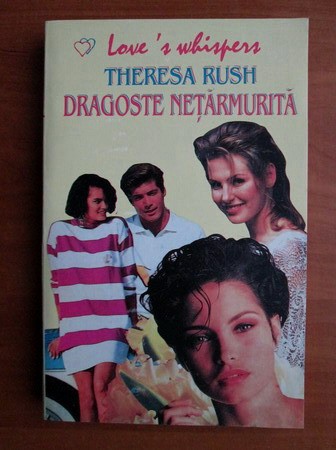 Love's whispers
THERESA RUSH
DRAGOSTE NEȚĂRMURITĂ